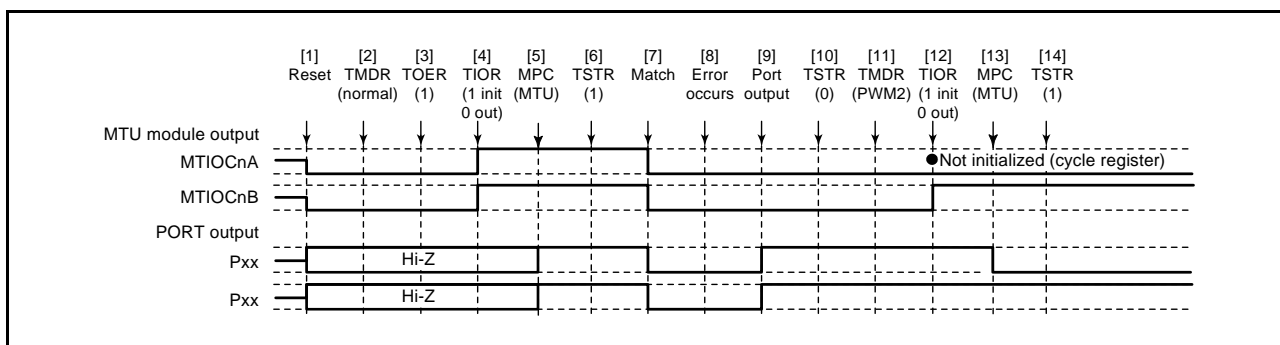 [1] [2] [3] [4] [5] [6] [7] [8] [9] [10] [11] [12] [13] [14]
Reset TMDR TOER TIOR MPC TSTR Match Error Port TSTR TMDR TIOR MPC TSTR
(normal) (1) (1 init (MTU) (1) occurs output (0) (PWM2) (1 init (MTU) (1)
0 out) 0 out)
MTU module output
MTIOCnA ●Not initialized (cycle register)
MTIOCnB
PORT output
Pxx Hi-Z
Pxx Hi-Z